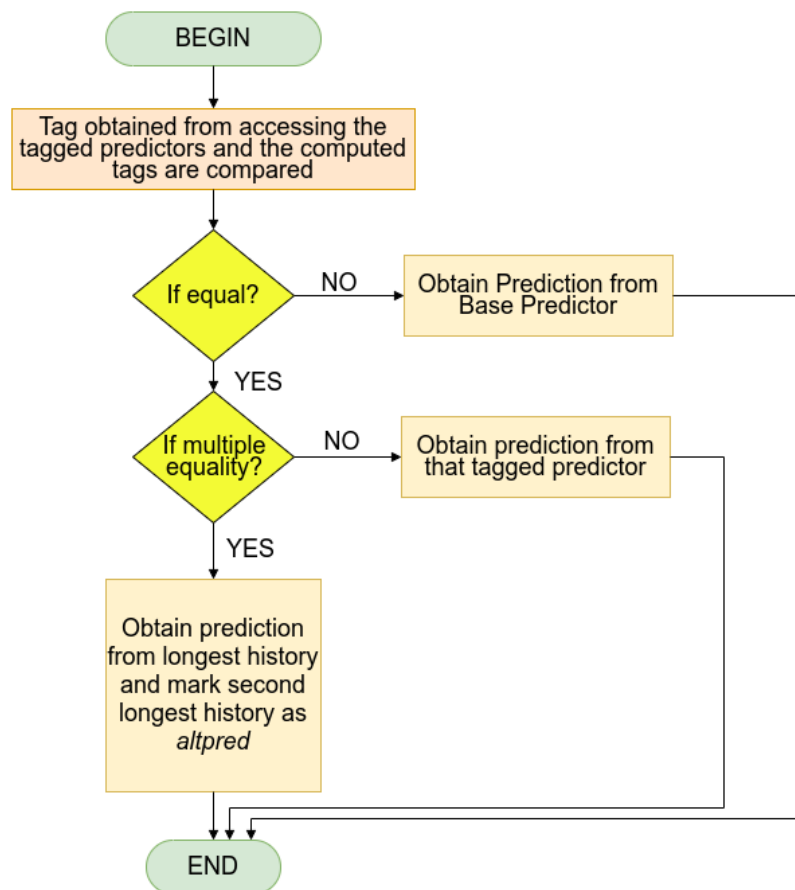 BEGIN
Tag obtained from accessing the
tagged predictors and the computed
tags are compared
If equal?
NO
Obtain Prediction from
Base Predictor
YES
If multiple
equality?
NO
Obtain prediction from
that tagged predictor
YES
Obtain prediction
from longest history
and mark second
longest history as
altpred
END